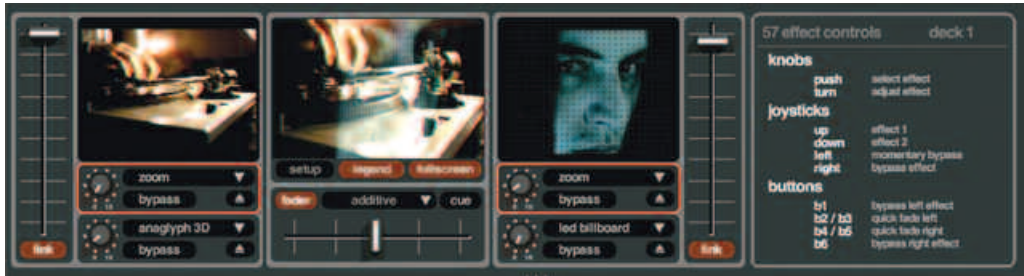 zoom
bypass
anaglyph 3D
bypass
link
setup legend fullscreen
fader additive cue
zoom
bypass
led billboard
bypass
link
57 effect controls deck 1
knobs
push select effect
turn adjust effect
joysticks
up effect 1
down effect 2
left momentary bypass
right bypass effect
buttons
b1 bypass left effect
b2 / b3 quick fade left
b4 / b5 quick fade right
b6 bypass right effect